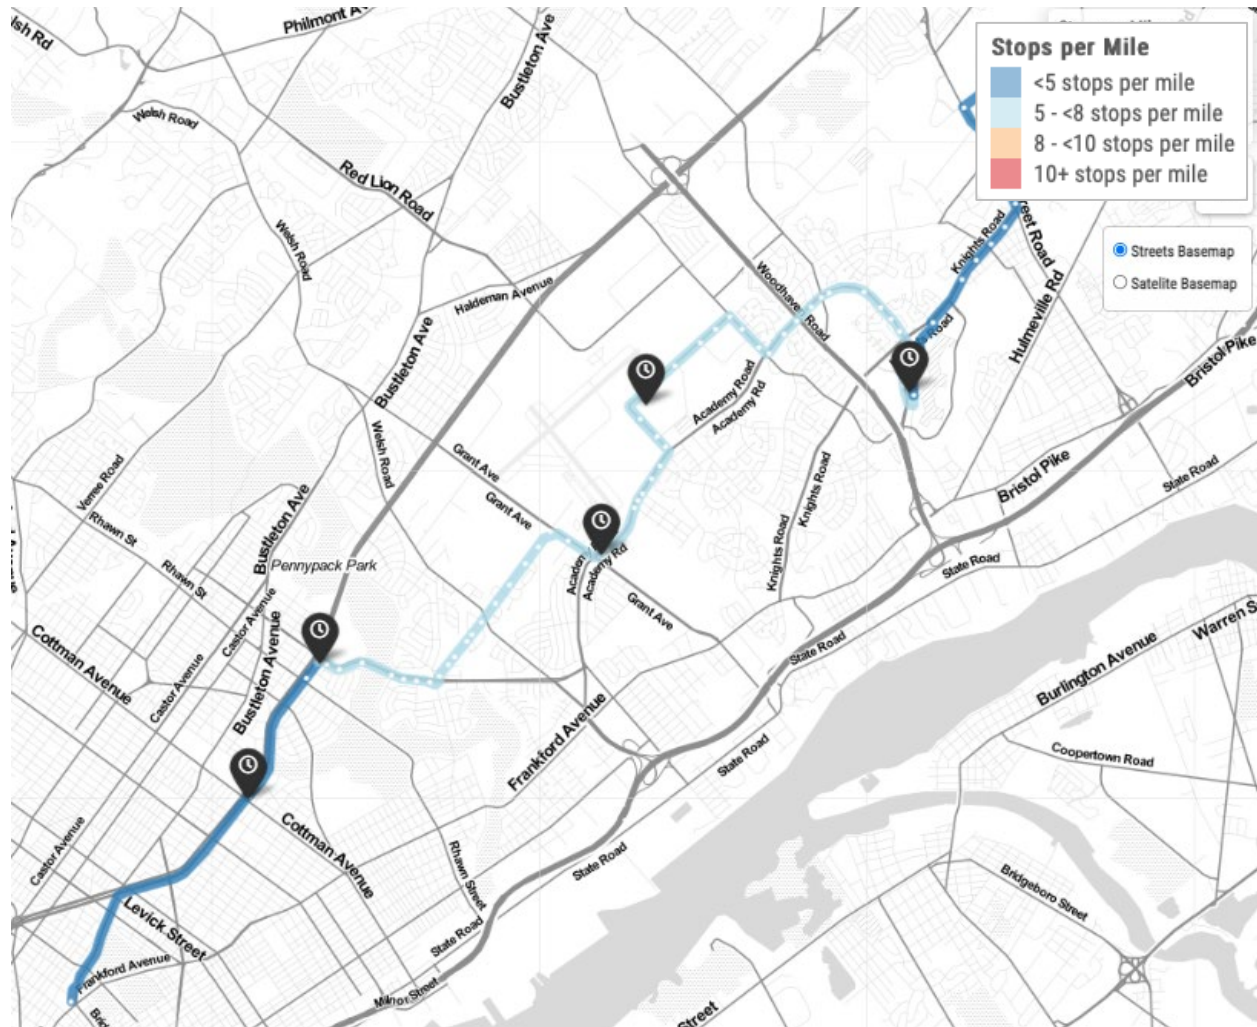 Philmont A
lsh Rd
Bustleton Ave
Welsh Road
Red Lion Road
Welsh Road
Haldeman Avenue
Woodhaven Road
Knights Road
reet Road
Road
Hulmeville Rd
Bristol Pike
Bustleton Ave
Academy Road
Academy Rd
Welsh Road
Grant Ave
Grant Ave
Verree Road
Rhawn St
Bustleton Ave
Knights Road
Knights Road
Bristol Pike
State Road
Pennypack Park
Rhawn St
Castor Avenue
Academy Rd
State Road
Grant Ave
Cottman Avenue
Castor Avenue
Bustleton Avenue
State Road
Warren S
Burlington Avenue
Frankford Avenue
State Road
Coopertown Road
Castor Avenue
Cottman Avenue
Rhawn Street
State Road
Bridgeboro Street
Levick Street
State Road
Frankford Avenue
Milnor Street
Street
Stops per Mile
<5 stops per mile
5 - <8 stops per mile
8 - <10 stops per mile
10+ stops per mile
Streets Basemap
Satelite Basemap